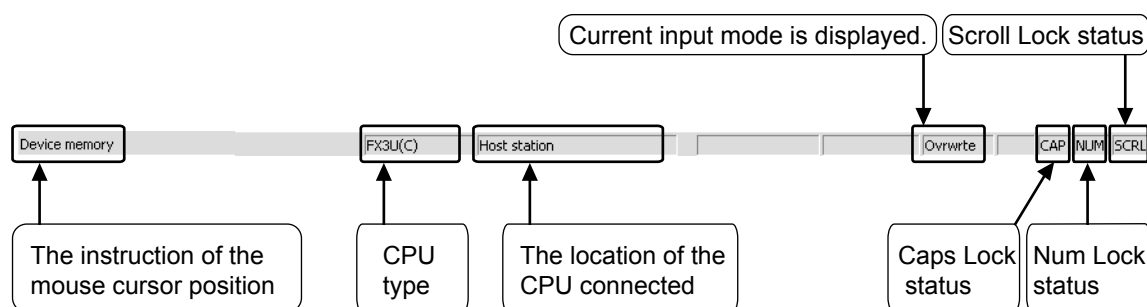 Current input mode is displayed.
Scroll Lock status
Device memory
FX3U(C)
Host station
Ovrwrte
CAP
NUM
SCRL
The instruction of the
mouse cursor position
CPU
type
The location of the
CPU connected
Caps Lock
status
Num Lock
status